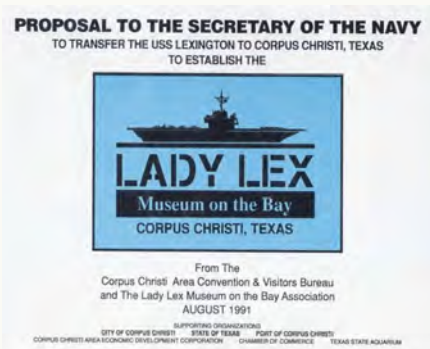 PROPOSAL TO THE SECRETARY OF THE NAVY
TO TRANSFER THE USS LEXINGTON TO CORPUS CHRISTI, TEXAS
TO ESTABLISH THE
LADY LEX
Museum on the Bay
CORPUS CHRISTI, TEXAS
From The
Corpus Christi Area Convention & Visitors Bureau
and The Lady Lex Museum on the Bay Association
AUGUST 1991
SUPPORTING ORGANIZATIONS
CITY OF CORPUS CHRISTI STATE OF TEXAS PORT OF CORPUS CHRISTI
CORPUS CHRISTI AREA ECONOMIC DEVELOPMENT CORPORATION CHAMBER OF COMMERCE TEXAS STATE AQUARIUM